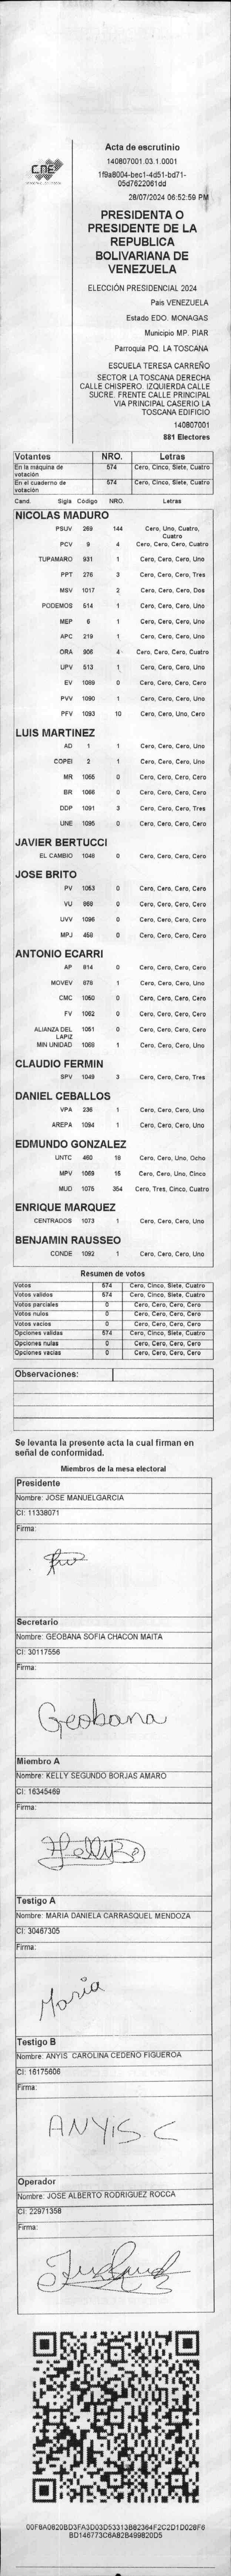 CNE
Acta de escrutinio
140807001.03.1.0001
1f9a8004-bec1-4d51-bd71-
05d7622061dd
28/07/2024 06:52:59 PM
PRESIDENTA O
PRESIDENTE DE LA
REPUBLICA
BOLIVARIANA DE
VENEZUELA
ELECCIÓN PRESIDENCIAL 2024
País VENEZUELA
Estado EDO. MONAGAS
Municipio MP. PIAR
Parroquia PQ. LA TOSCANA
ESCUELA TERESA CARREÑO
SECTOR LA TOSCANA DERECHA
CALLE CHISPERO. IZQUIERDA CALLE
SUCRE. FRENTE CALLE PRINCIPAL
VIA PRINCIPAL CASERIO LA
TOSCANA EDIFICIO
140807001
881 Electores
Votantes NRO. Letras
En la máquina de votación 574 Cero, Cinco, Siete, Cuatro
En el cuaderno de votación 574 Cero, Cinco, Siete, Cuatro
Cand. Sigla Código NRO. Letras
NICOLAS MADURO
PSUV 269 144 Cero, Uno, Cuatro, Cuatro
PCV 9 4 Cero, Cero, Cero, Cuatro
TUPAMARO 931 1 Cero, Cero, Cero, Uno
PPT 276 3 Cero, Cero, Cero, Tres
MSV 1017 2 Cero, Cero, Cero, Dos
PODEMOS 514 1 Cero, Cero, Cero, Uno
MEP 6 1 Cero, Cero, Cero, Uno
APC 219 1 Cero, Cero, Cero, Uno
ORA 906 4 Cero, Cero, Cero, Cuatro
UPV 513 1 Cero, Cero, Cero, Uno
EV 1089 0 Cero, Cero, Cero, Cero
PVV 1090 1 Cero, Cero, Cero, Uno
PFV 1093 10 Cero, Cero, Uno, Cero
LUIS MARTINEZ
AD 1 1 Cero, Cero, Cero, Uno
COPEI 2 1 Cero, Cero, Cero, Uno
MR 1065 0 Cero, Cero, Cero, Cero
BR 1066 0 Cero, Cero, Cero, Cero
DDP 1091 3 Cero, Cero, Cero, Tres
UNE 1095 0 Cero, Cero, Cero, Cero
JAVIER BERTUCCI
EL CAMBIO 1048 0 Cero, Cero, Cero, Cero
JOSE BRITO
PV 1053 0 Cero, Cero, Cero, Cero
VU 868 0 Cero, Cero, Cero, Cero
UVV 1096 0 Cero, Cero, Cero, Cero
MPJ 458 0 Cero, Cero, Cero, Cero
ANTONIO ECARRI
AP 814 0 Cero, Cero, Cero, Cero
MOVEV 878 1 Cero, Cero, Cero, Uno
CMC 1050 0 Cero, Cero, Cero, Cero
FV 1062 0 Cero, Cero, Cero, Cero
ALIANZA DEL LAPIZ 1051 0 Cero, Cero, Cero, Cero
MIN UNIDAD 1068 1 Cero, Cero, Cero, Uno
CLAUDIO FERMIN
SPV 1049 3 Cero, Cero, Cero, Tres
DANIEL CEBALLOS
VPA 236 1 Cero, Cero, Cero, Uno
AREPA 1094 1 Cero, Cero, Cero, Uno
EDMUNDO GONZALEZ
UNTC 460 18 Cero, Cero, Uno, Ocho
MPV 1069 15 Cero, Cero, Uno, Cinco
MUD 1075 354 Cero, Tres, Cinco, Cuatro
ENRIQUE MARQUEZ
CENTRADOS 1073 1 Cero, Cero, Cero, Uno
BENJAMIN RAUSSEO
CONDE 1092 1 Cero, Cero, Cero, Uno
Resumen de votos
Votos 574 Cero, Cinco, Siete, Cuatro
Votos válidos 574 Cero, Cinco, Siete, Cuatro
Votos parciales 0 Cero, Cero, Cero, Cero
Votos nulos 0 Cero, Cero, Cero, Cero
Votos vacíos 0 Cero, Cero, Cero, Cero
Opciones válidas 574 Cero, Cinco, Siete, Cuatro
Opciones nulas 0 Cero, Cero, Cero, Cero
Opciones vacías 0 Cero, Cero, Cero, Cero
Observaciones:
Se levanta la presente acta la cual firman en
señal de conformidad.
Miembros de la mesa electoral
Presidente
Nombre: JOSE MANUELGARCIA
CI: 11338071
Firma:
Secretario
Nombre: GEOBANA SOFIA CHACON MAITA
CI: 30117556
Firma:
Geobana
Miembro A
Nombre: KELLY SEGUNDO BORJAS AMARO
CI: 16345469
Firma:
Testigo A
Nombre: MARIA DANIELA CARRASQUEL MENDOZA
CI: 30467305
Firma:
Maria
Testigo B
Nombre: ANYIS CAROLINA CEDEÑO FIGUEROA
CI: 16175606
Firma:
ANYIS C
Operador
Nombre: JOSE ALBERTO RODRIGUEZ ROCCA
CI: 22971358
Firma: